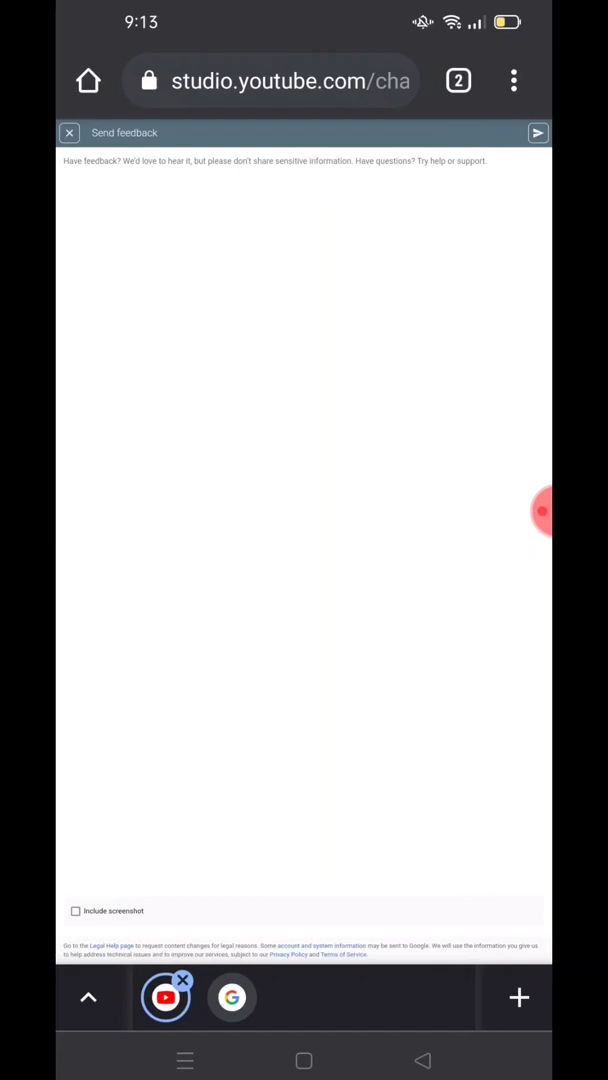 9:13
studio.youtube.com/cha
2
Send feedback
Have feedback? We'd love to hear it, but please don't share sensitive information. Have questions? Try help or support.
Include screenshot
Go to the Legal Help page to request content changes for legal reasons. Some account and system information may be sent to Google. We will use the information you give us
to help address technical issues and to improve our services, subject to our Privacy Policy and Terms of Service.